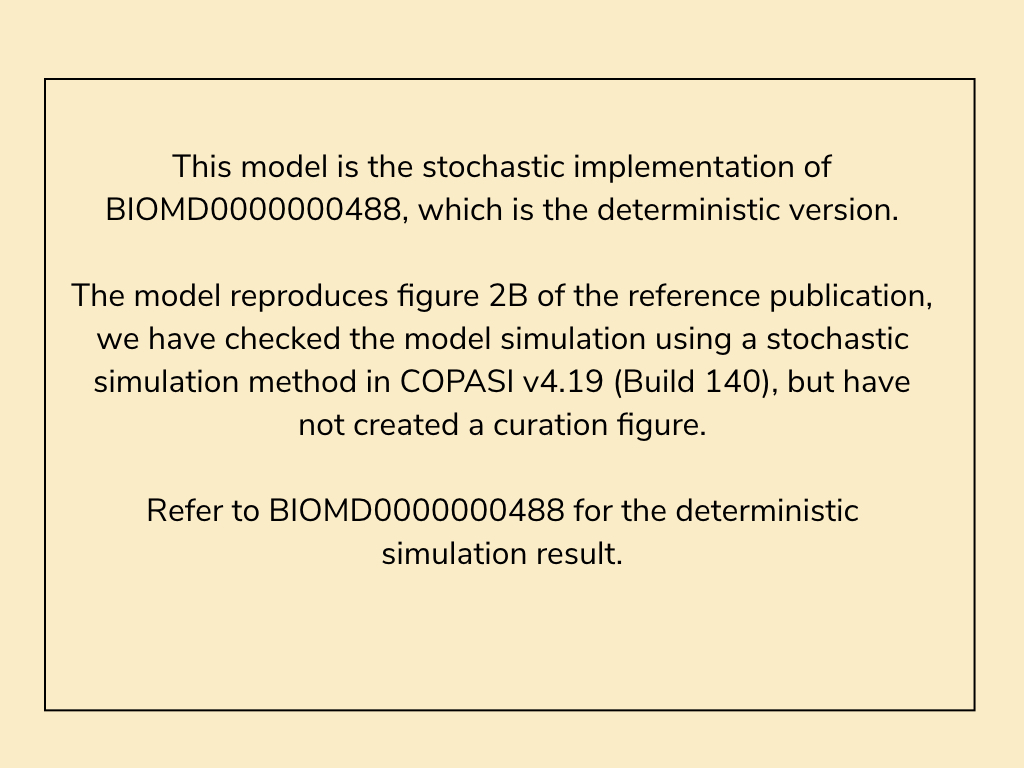 This model is the stochastic implementation of
BIOMD0000000488, which is the deterministic version.
The model reproduces figure 2B of the reference publication,
we have checked the model simulation using a stochastic
simulation method in COPASI v4.19 (Build 140), but have
not created a curation figure.
Refer to BIOMD0000000488 for the deterministic
simulation result.